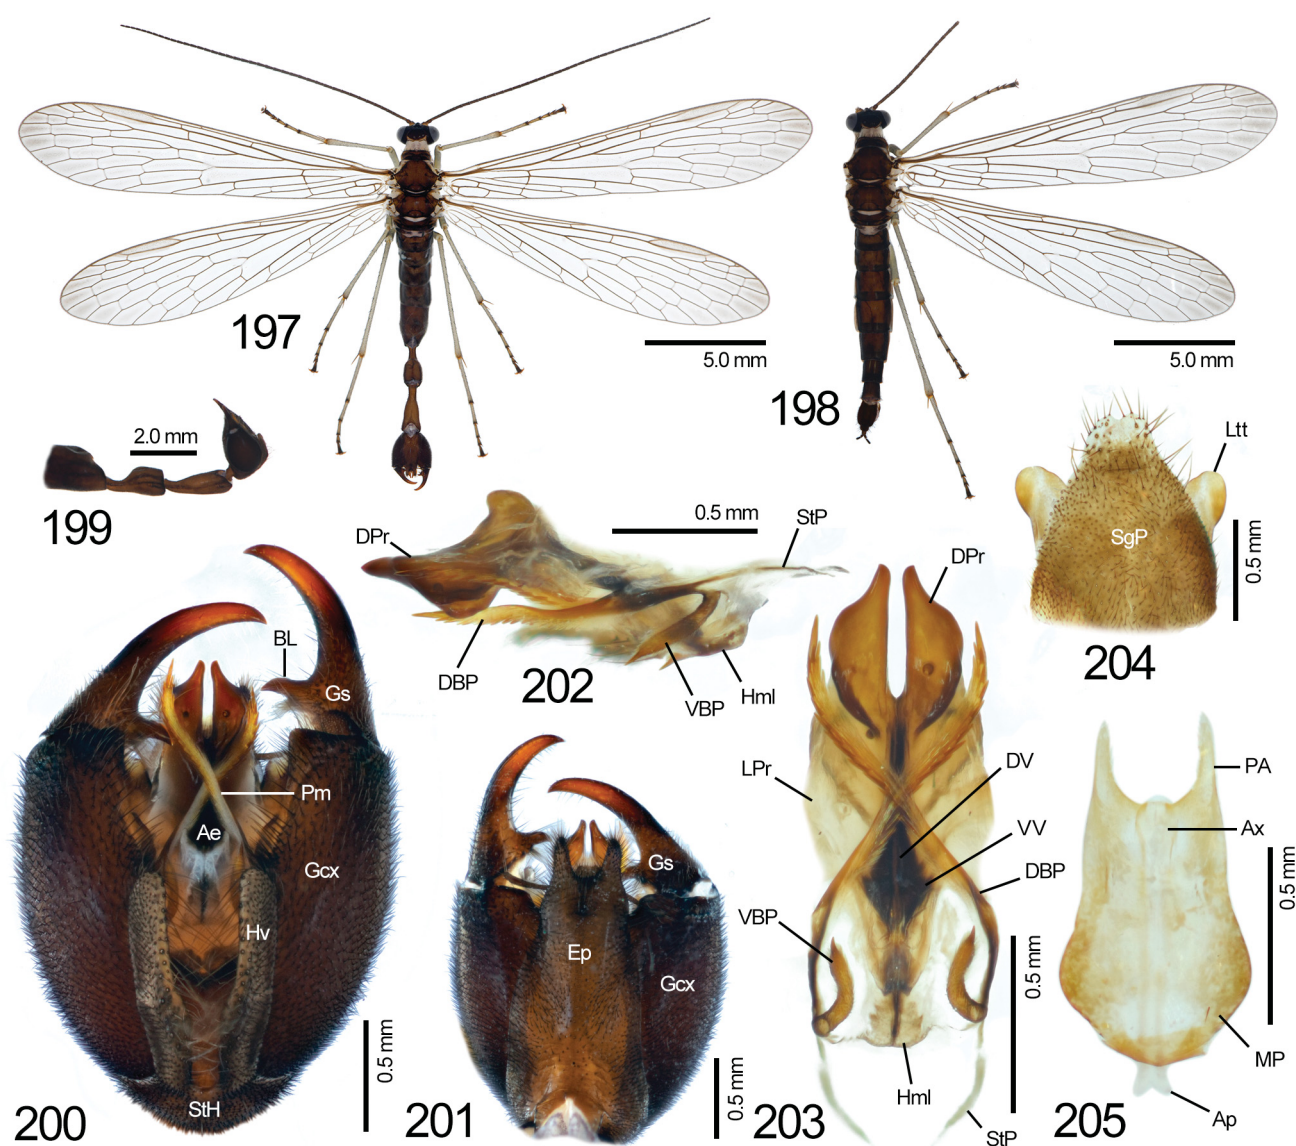 197
5.0 mm
198
5.0 mm
199
2.0 mm
202
0.5 mm
DPr
StP
DBP
VBP
Hml
204
Ltt
SgP
0.5 mm
200
BL
Gs
Pm
Ae
Gcx
Hv
StH
0.5 mm
201
Gs
Ep
Gcx
0.5 mm
203
DPr
LPr
DV
VV
DBP
VBP
Hml
StP
0.5 mm
205
PA
Ax
MP
Ap
0.5 mm